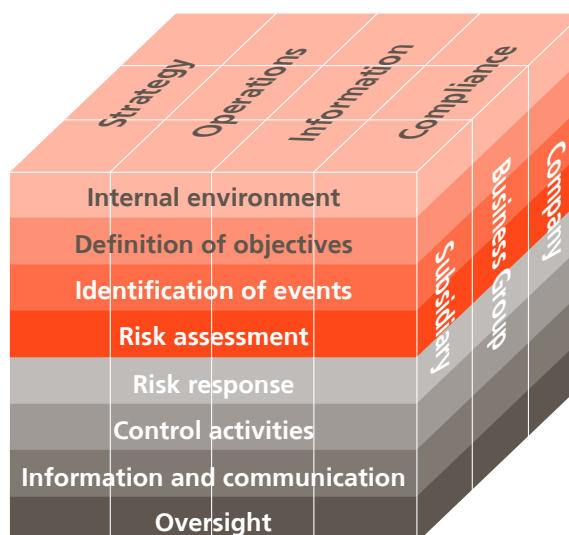 Strategy
Operations
Information
Compliance
Internal environment
Definition of objectives
Identification of events
Risk assessment
Risk response
Control activities
Information and communication
Oversight
Subsidiary
Business Group
Company